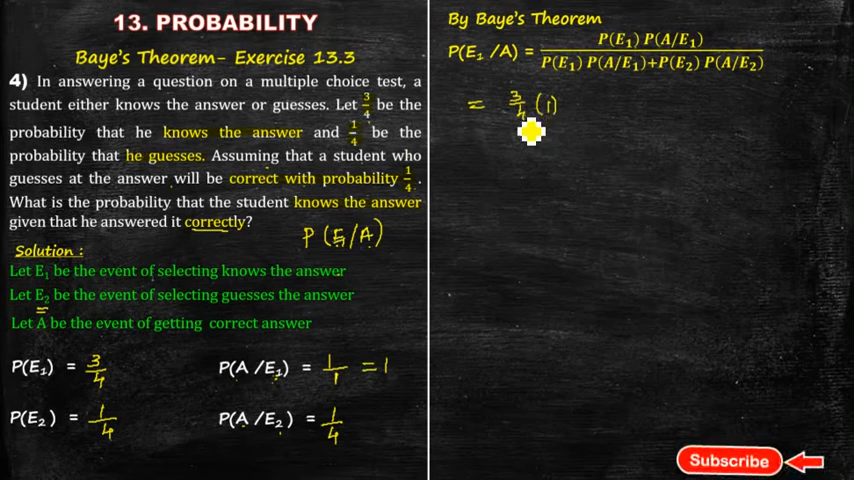 13. PROBABILITY
Baye's Theorem- Exercise 13.3
4) In answering a question on a multiple choice test, a
student either knows the answer or guesses. Let 3/4 be the
probability that he knows the answer and 1/4 be the
probability that he guesses. Assuming that a student who
guesses at the answer will be correct with probability 1/4 .
What is the probability that the student knows the answer
given that he answered it correctly?
P(E₁/A)
Solution :
Let E₁ be the event of selecting knows the answer
Let E₂ be the event of selecting guesses the answer
Let A be the event of getting correct answer
P(E₁) = 3/4
P(A /E₁) = 1/1 = 1
P(E₂) = 1/4
P(A /E₂) = 1/4
By Baye's Theorem
P(E₁ /A) = P(E₁) P(A/E₁) / P(E₁) P(A/E₁)+P(E₂) P(A/E₂)
= 3/4 (1)
Subscribe